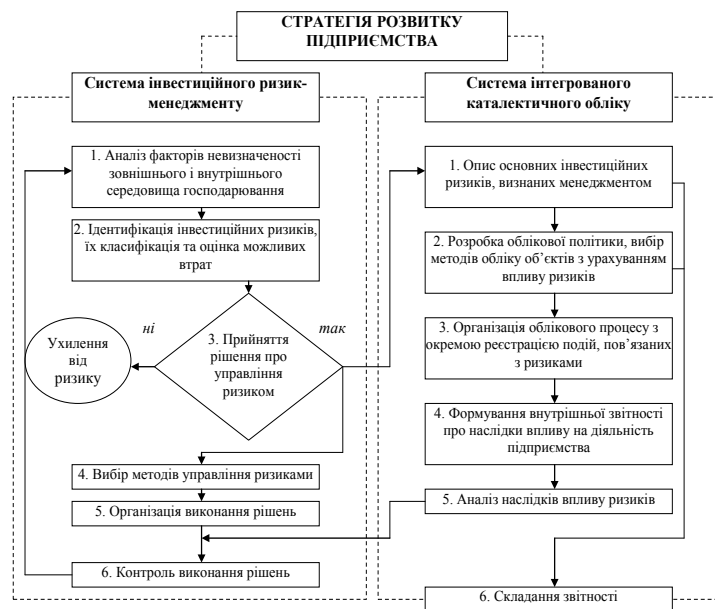 СТРАТЕГІЯ РОЗВИТКУ
ПІДПРИЄМСТВА
Система інвестиційного ризик-
менеджменту
1. Аналіз факторів невизначеності
зовнішнього і внутрішнього
середовища господарювання
2. Ідентифікація інвестиційних ризиків,
їх класифікація та оцінка можливих
втрат
ні
так
3. Прийняття
рішення про
управління
ризиком
Ухилення
від
ризику
4. Вибір методів управління ризиками
5. Організація виконання рішень
6. Контроль виконання рішень
Система інтегрованого
каталектичного обліку
1. Опис основних інвестиційних
ризиків, визнаних менеджментом
2. Розробка облікової політики, вибір
методів обліку об’єктів з урахуванням
впливу ризиків
3. Організація облікового процесу з
окремою реєстрацією подій, пов’язаних
з ризиками
4. Формування внутрішньої звітності
про наслідки впливу на діяльність
підприємства
5. Аналіз наслідків впливу ризиків
6. Складання звітності